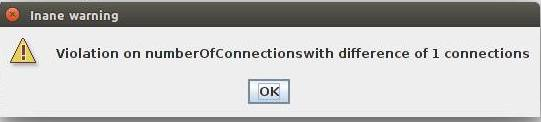 Inane warning
Violation on numberOfConnectionswith difference of 1 connections
OK